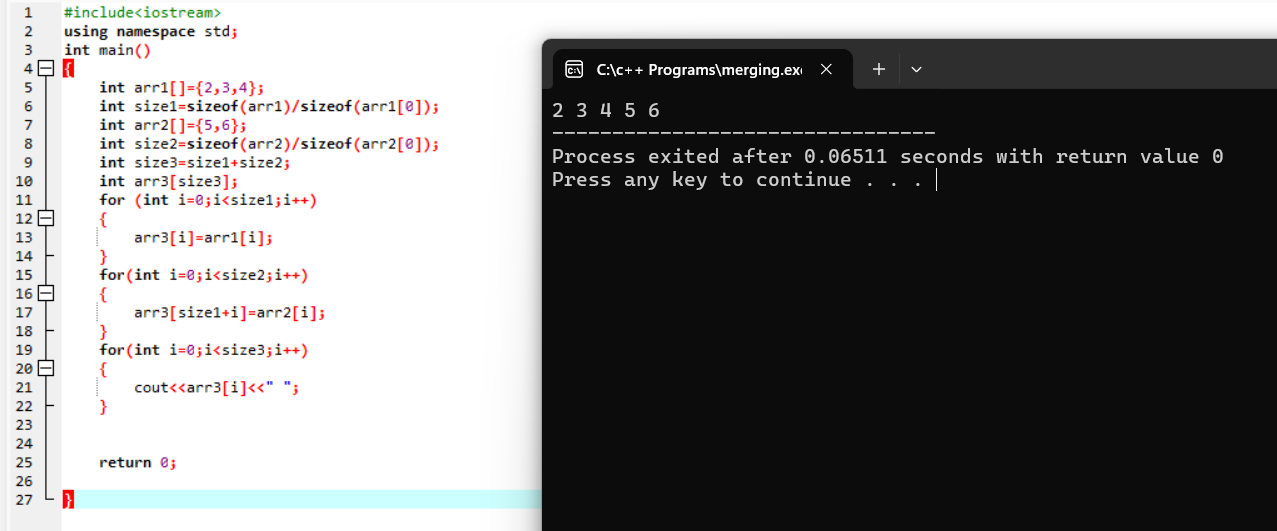 1 #include<iostream>
2 using namespace std;
3 int main()
4 {
5 int arr1[]={2,3,4};
6 int size1=sizeof(arr1)/sizeof(arr1[0]);
7 int arr2[]={5,6};
8 int size2=sizeof(arr2)/sizeof(arr2[0]);
9 int size3=size1+size2;
10 int arr3[size3];
11 for (int i=0;i<size1;i++)
12 {
13 arr3[i]=arr1[i];
14 }
15 for(int i=0;i<size2;i++)
16 {
17 arr3[size1+i]=arr2[i];
18 }
19 for(int i=0;i<size3;i++)
20 {
21 cout<<arr3[i]<<" ";
22 }
23
24
25 return 0;
26
27 }
C:\c++ Programs\merging.exe
2 3 4 5 6
--------------------------------
Process exited after 0.06511 seconds with return value 0
Press any key to continue . . .